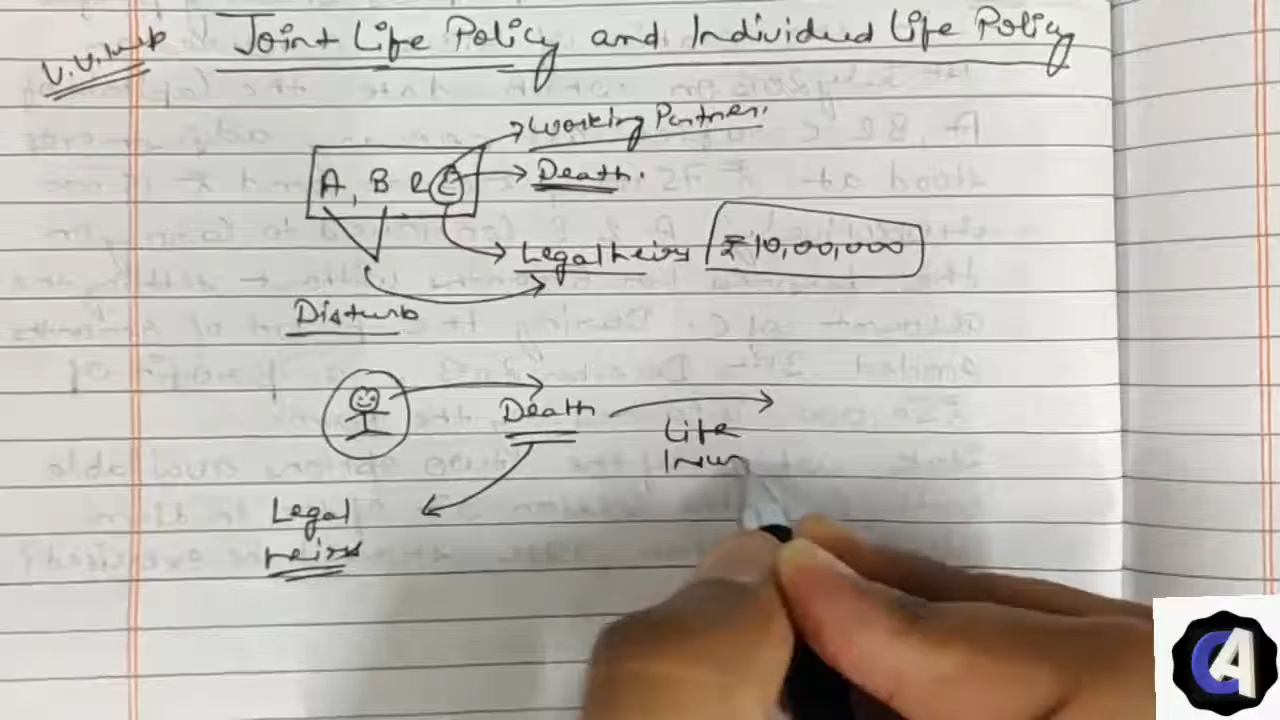 V.V.Imp
Joint Life Policy and Individual Life Policy
Working Partner.
A, B & C
Death.
Legal heirs ₹10,00,000
Disturb
Death
Life
Legal
heirs
CA